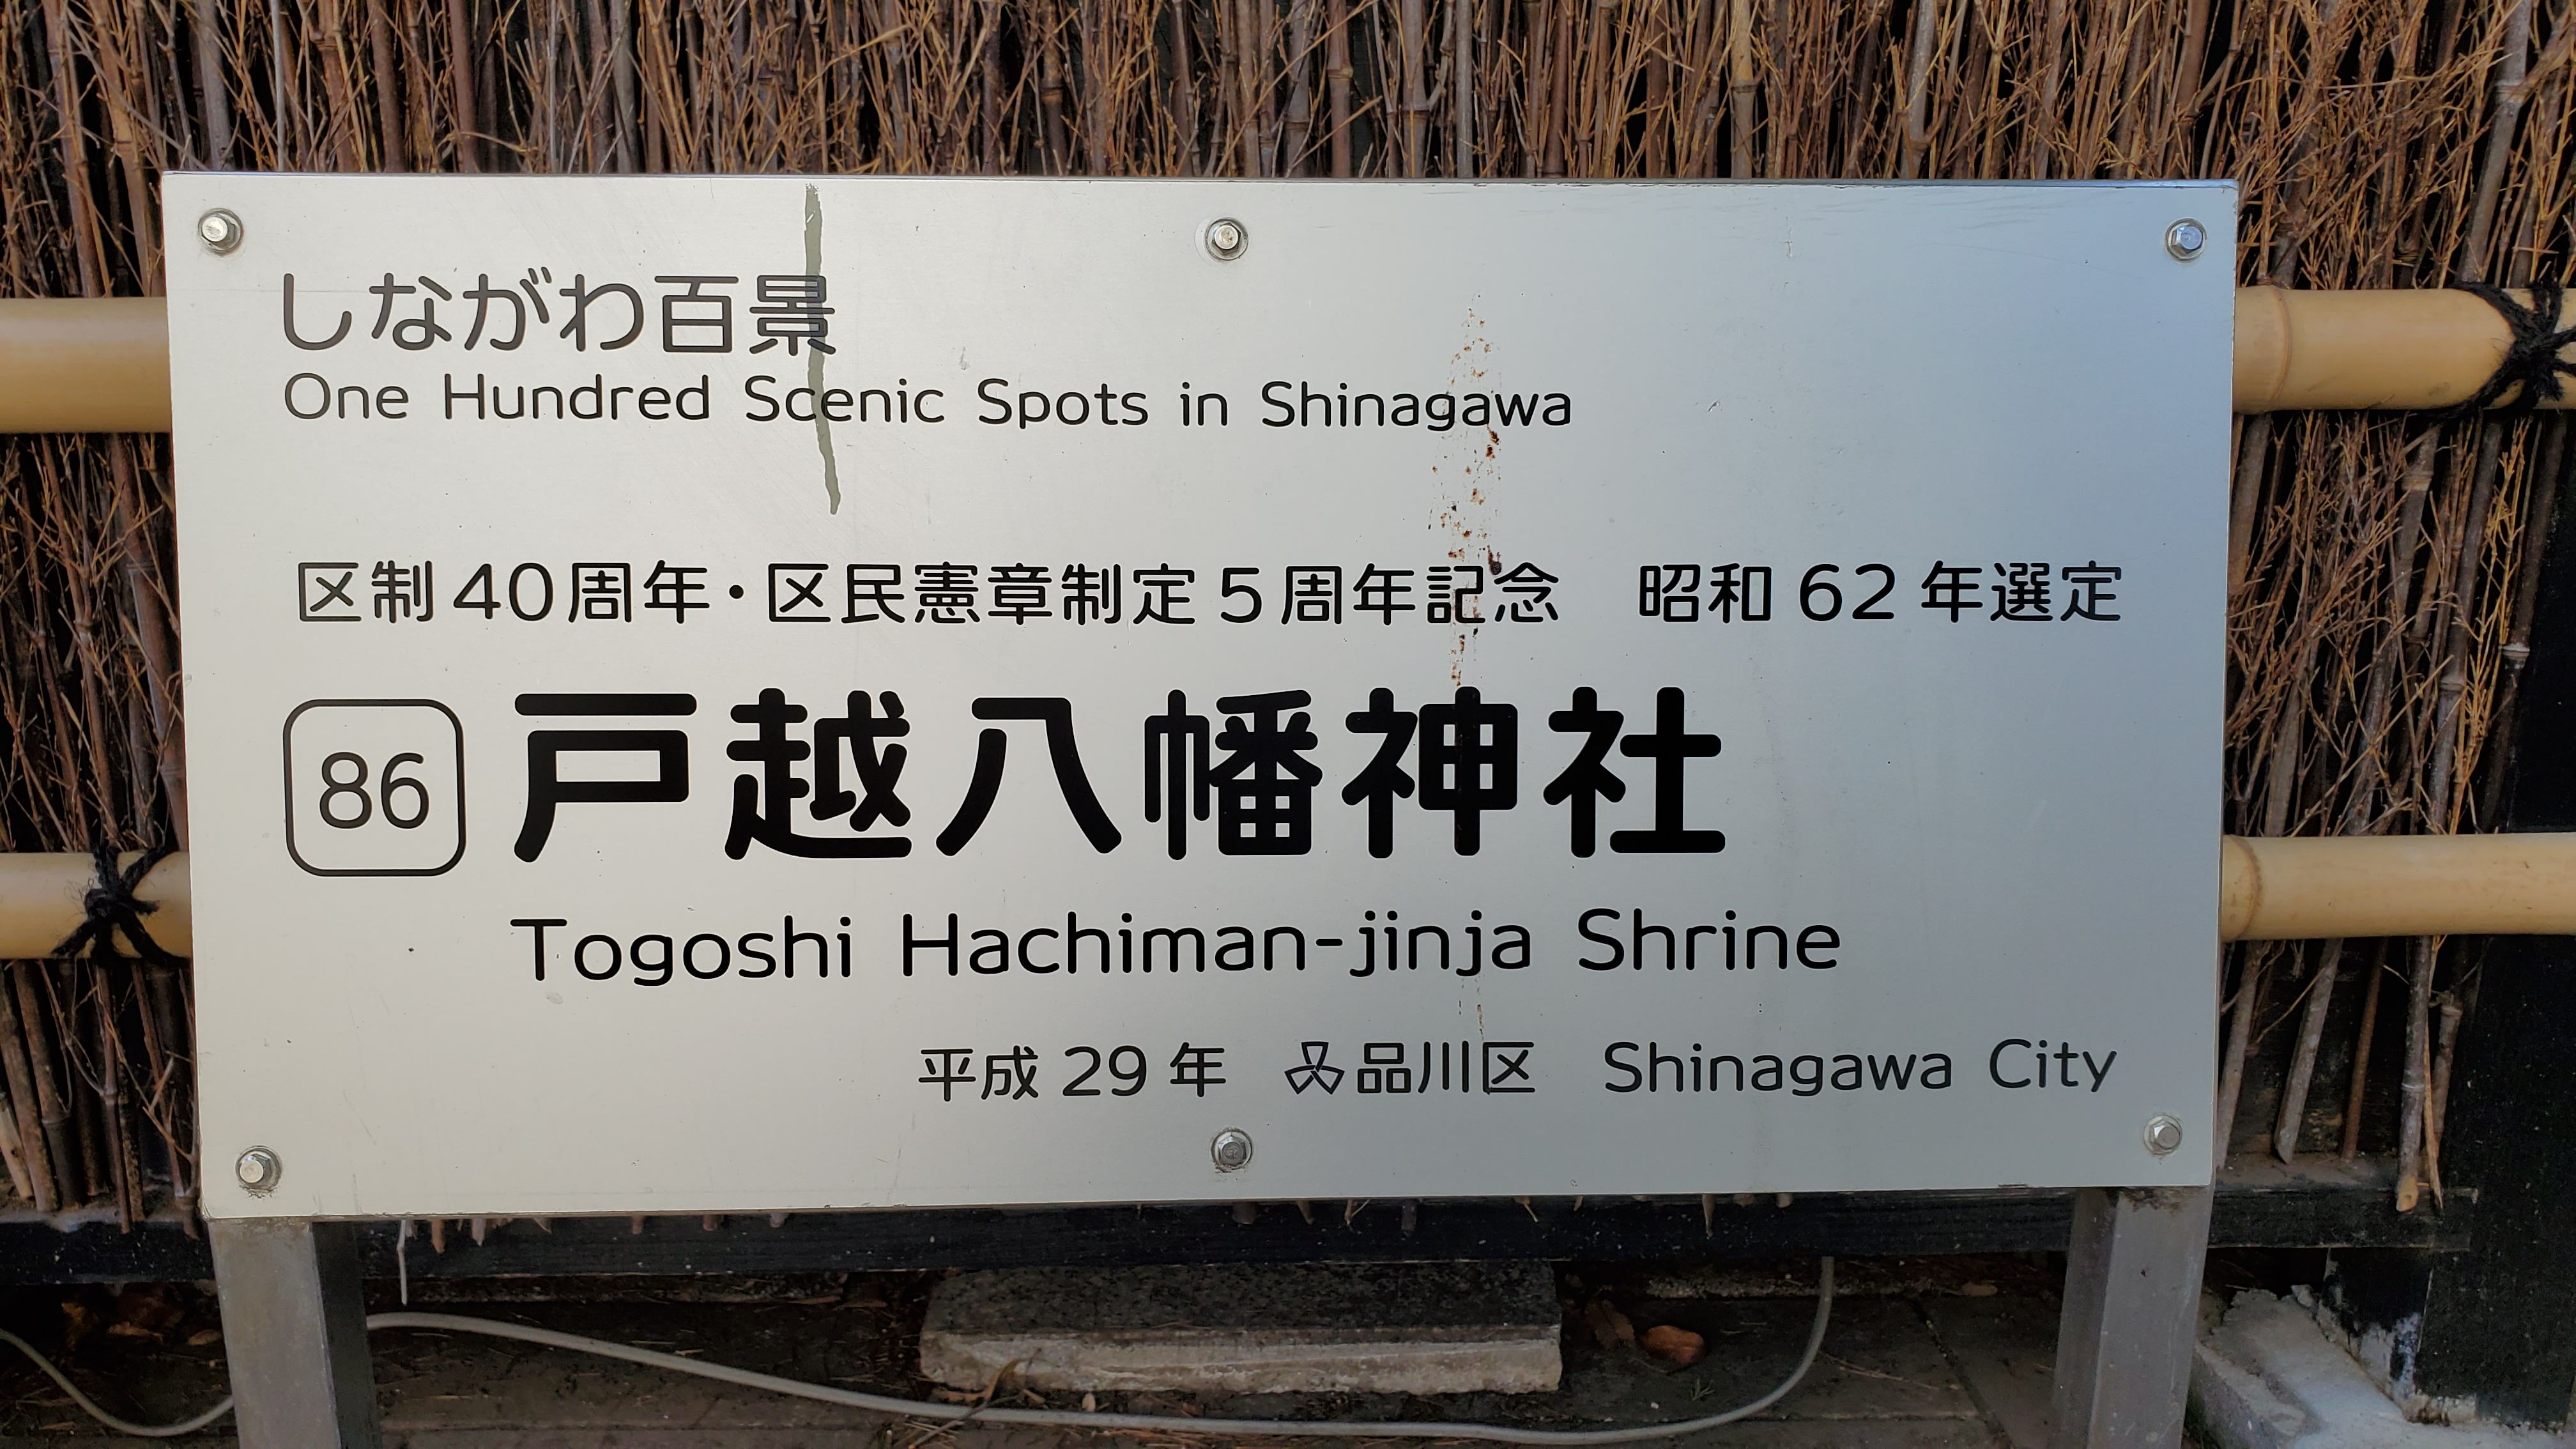 しながわ百景
One Hundred Scenic Spots in Shinagawa
区制40周年・区民憲章制定5周年記念　昭和62年選定
86 戸越八幡神社
Togoshi Hachiman-jinja Shrine
平成29年 品川区 Shinagawa City